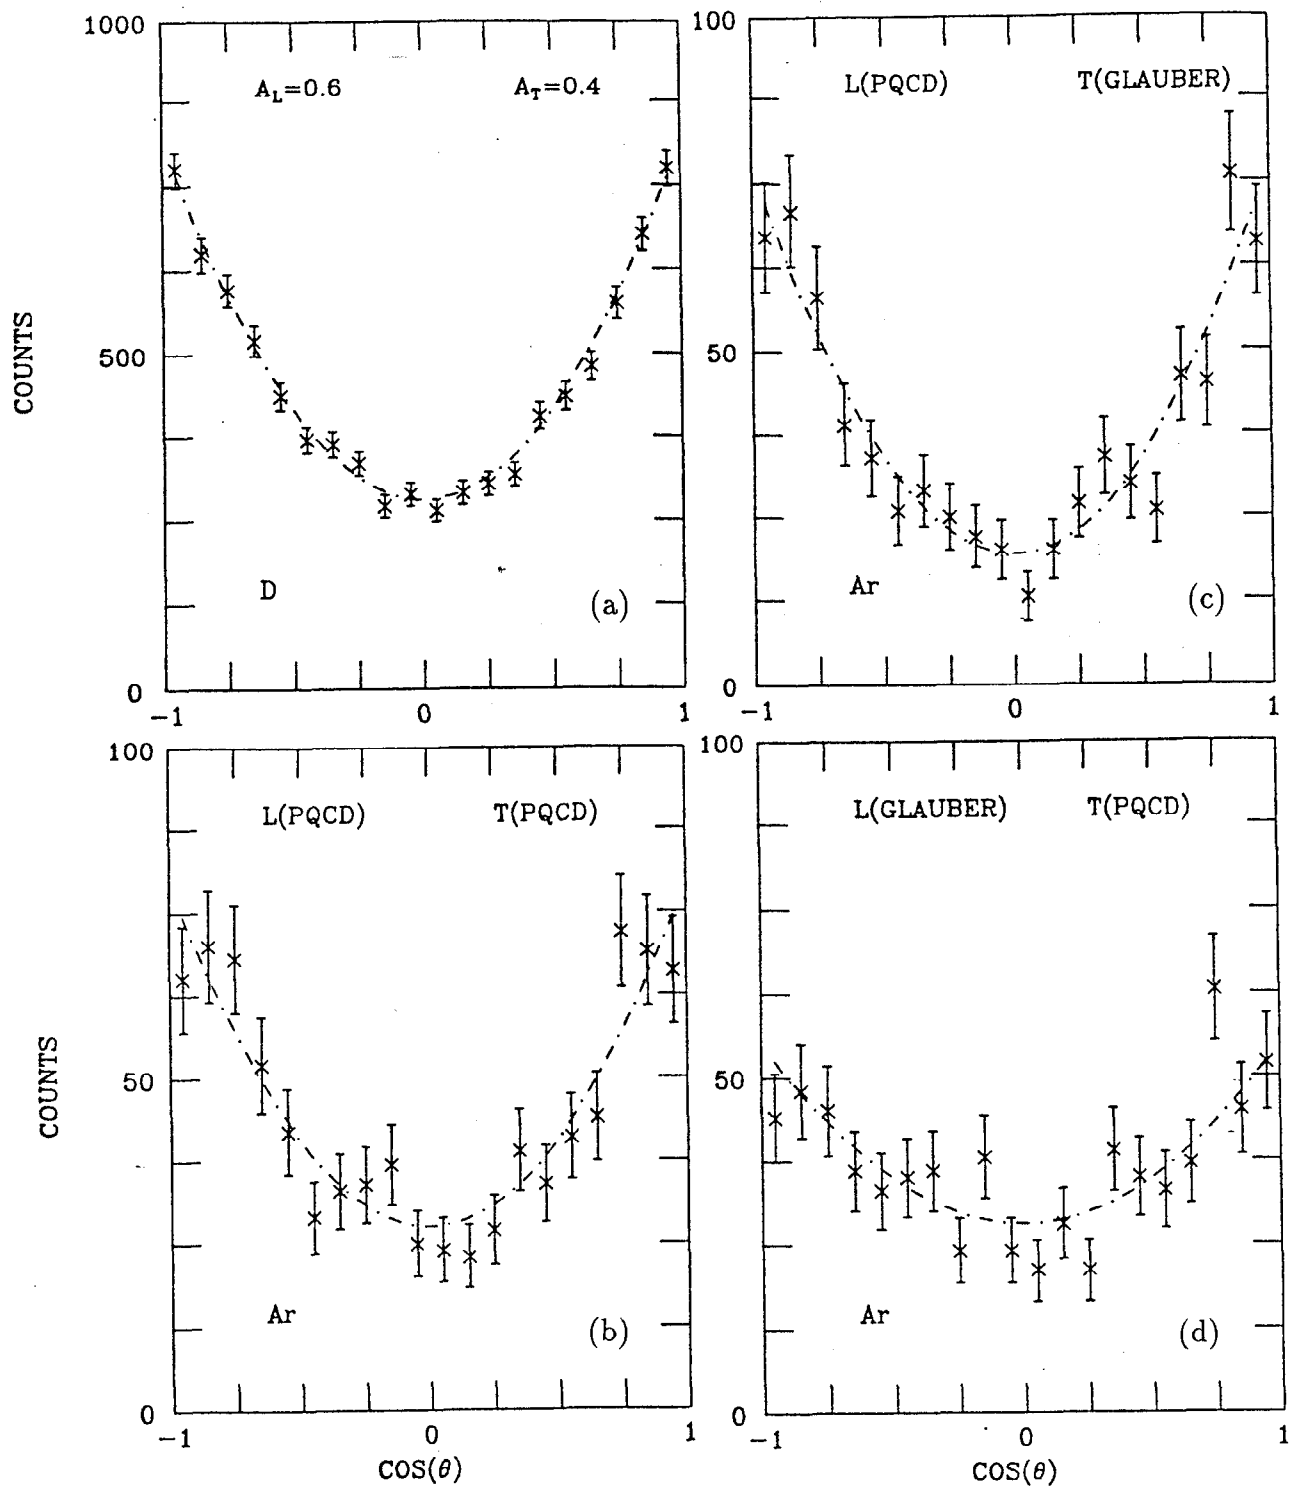 1000
A_L=0.6 A_T=0.4
500
COUNTS
D (a)
0
-1 0 1
100
L(PQCD) T(GLAUBER)
50
Ar (c)
0
-1 0 1
100
L(PQCD) T(PQCD)
50
COUNTS
Ar (b)
0
-1 0 1
COS(θ)
100
L(GLAUBER) T(PQCD)
50
Ar (d)
0
-1 0 1
COS(θ)